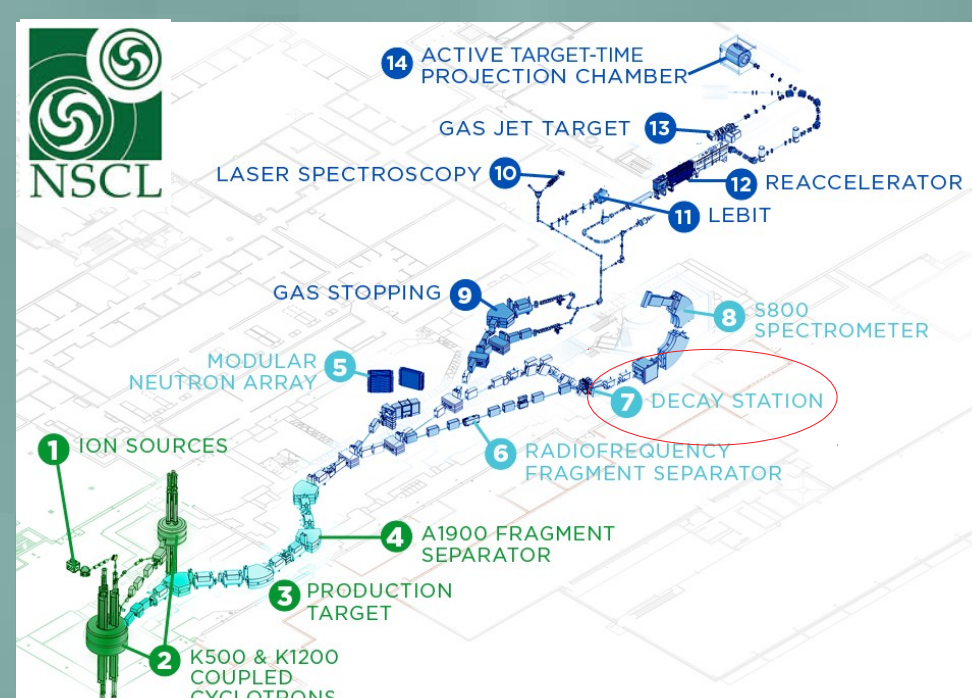 NSCL
14 ACTIVE TARGET-TIME
PROJECTION CHAMBER
GAS JET TARGET 13
LASER SPECTROSCOPY 10
12 REACCELERATOR
11 LEBIT
GAS STOPPING 9
8 S800
SPECTROMETER
MODULAR
NEUTRON ARRAY 5
7 DECAY STATION
1 ION SOURCES
6 RADIOFREQUENCY
FRAGMENT SEPARATOR
4 A1900 FRAGMENT
SEPARATOR
3 PRODUCTION
TARGET
2 K500 & K1200
COUPLED
CYCLOTRONS